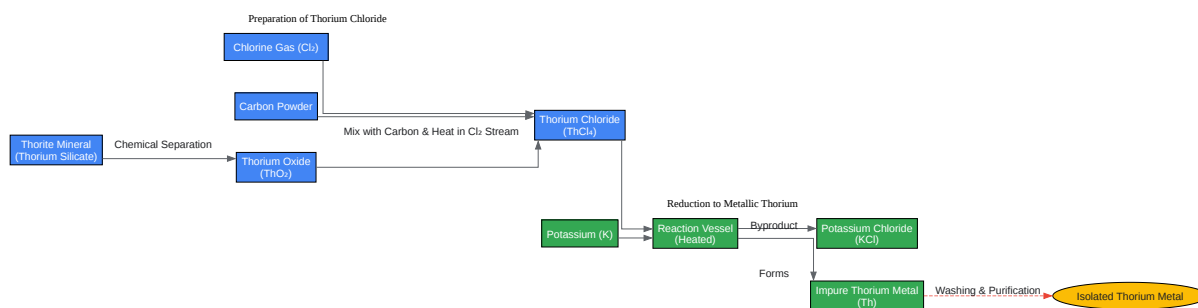 Preparation of Thorium Chloride
Chlorine Gas (Cl₂)
Carbon Powder
Mix with Carbon & Heat in Cl₂ Stream
Thorium Chloride
(ThCl₄)
Thorite Mineral
(Thorium Silicate)
Chemical Separation
Thorium Oxide
(ThO₂)
Reduction to Metallic Thorium
Potassium (K)
Reaction Vessel
(Heated)
Byproduct
Potassium Chloride
(KCl)
Forms
Impure Thorium Metal
(Th)
Washing & Purification
Isolated Thorium Metal